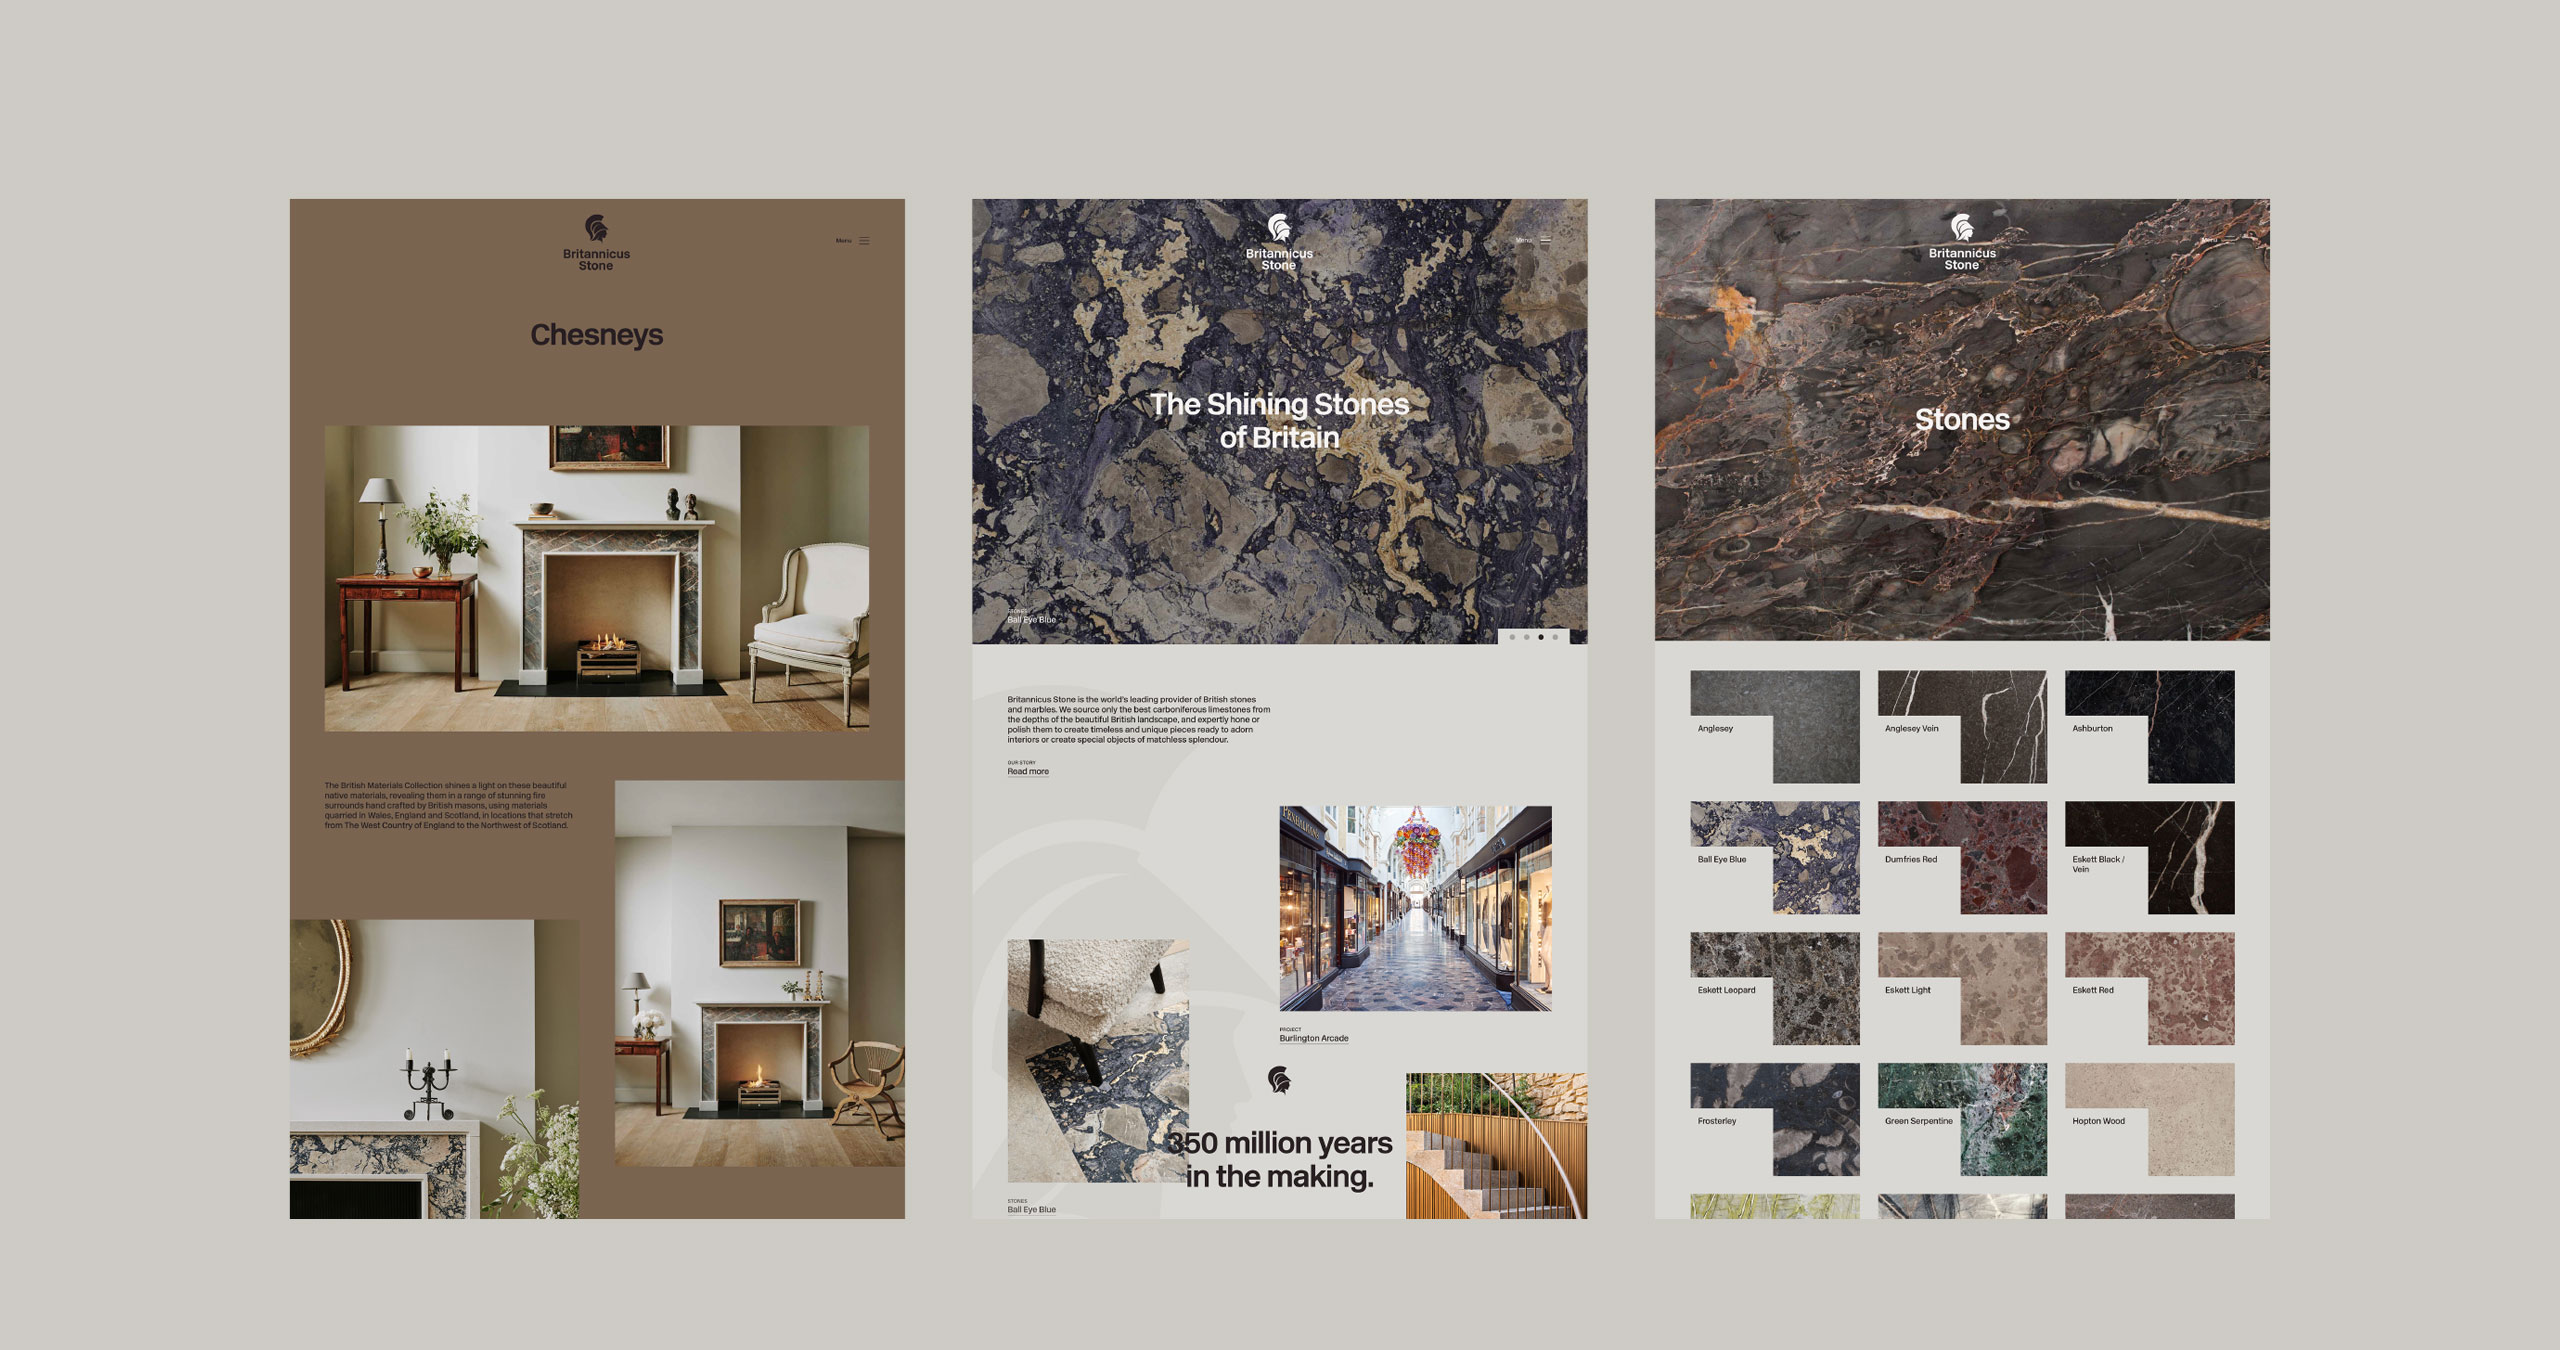 Britannicus
Stone
Menu
Chesneys
The British Materials Collection shines a light on these beautiful
native materials, revealing them in a range of stunning fire
surrounds hand crafted by British masons, using materials
quarried in Wales, England and Scotland, in locations that stretch
from The West Country of England to the Northwest of Scotland.
Britannicus
Stone
Menu
The Shining Stones
of Britain
STONES
Ball Eye Blue
Britannicus Stone is the world's leading provider of British stones
and marbles. We source only the best carboniferous limestones from
the depths of the beautiful British landscape, and expertly hone or
polish them to create timeless and unique pieces ready to adorn
interiors or create special objects of matchless splendour.
OUR STORY
Read more
PROJECT
Burlington Arcade
350 million years
in the making.
STONES
Ball Eye Blue
Britannicus
Stone
Menu
Stones
Anglesey
Anglesey Vein
Ashburton
Ball Eye Blue
Dumfries Red
Eskett Black /
Vein
Eskett Leopard
Eskett Light
Eskett Red
Frosterley
Green Serpentine
Hopton Wood